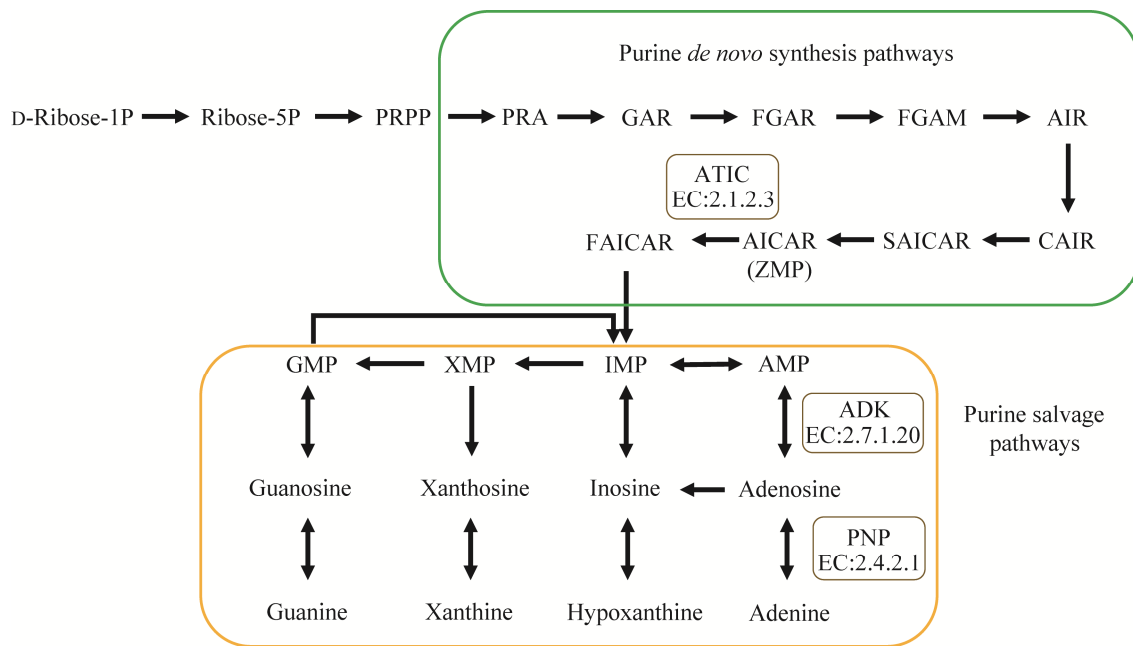 Purine de novo synthesis pathways
D-Ribose-1P Ribose-5P PRPP PRA GAR FGAR FGAM AIR
ATIC
EC:2.1.2.3
FAICAR AICAR SAICAR CAIR
(ZMP)
GMP XMP IMP AMP
ADK
EC:2.7.1.20
Purine salvage
pathways
Guanosine Xanthosine Inosine Adenosine
PNP
EC:2.4.2.1
Guanine Xanthine Hypoxanthine Adenine